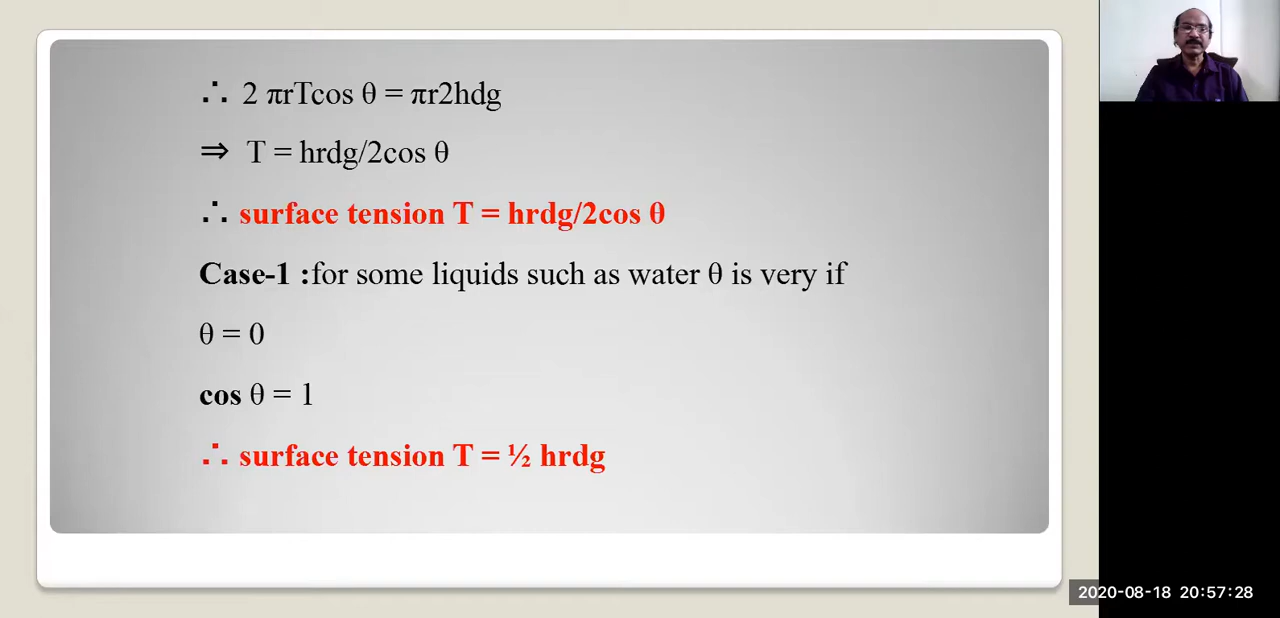 ∴ 2 πrTcos θ = πr2hdg
⇒ T = hrdg/2cos θ
∴ surface tension T = hrdg/2cos θ
Case-1 :for some liquids such as water θ is very if
θ = 0
cos θ = 1
∴ surface tension T = ½ hrdg
2020-08-18 20:57:28